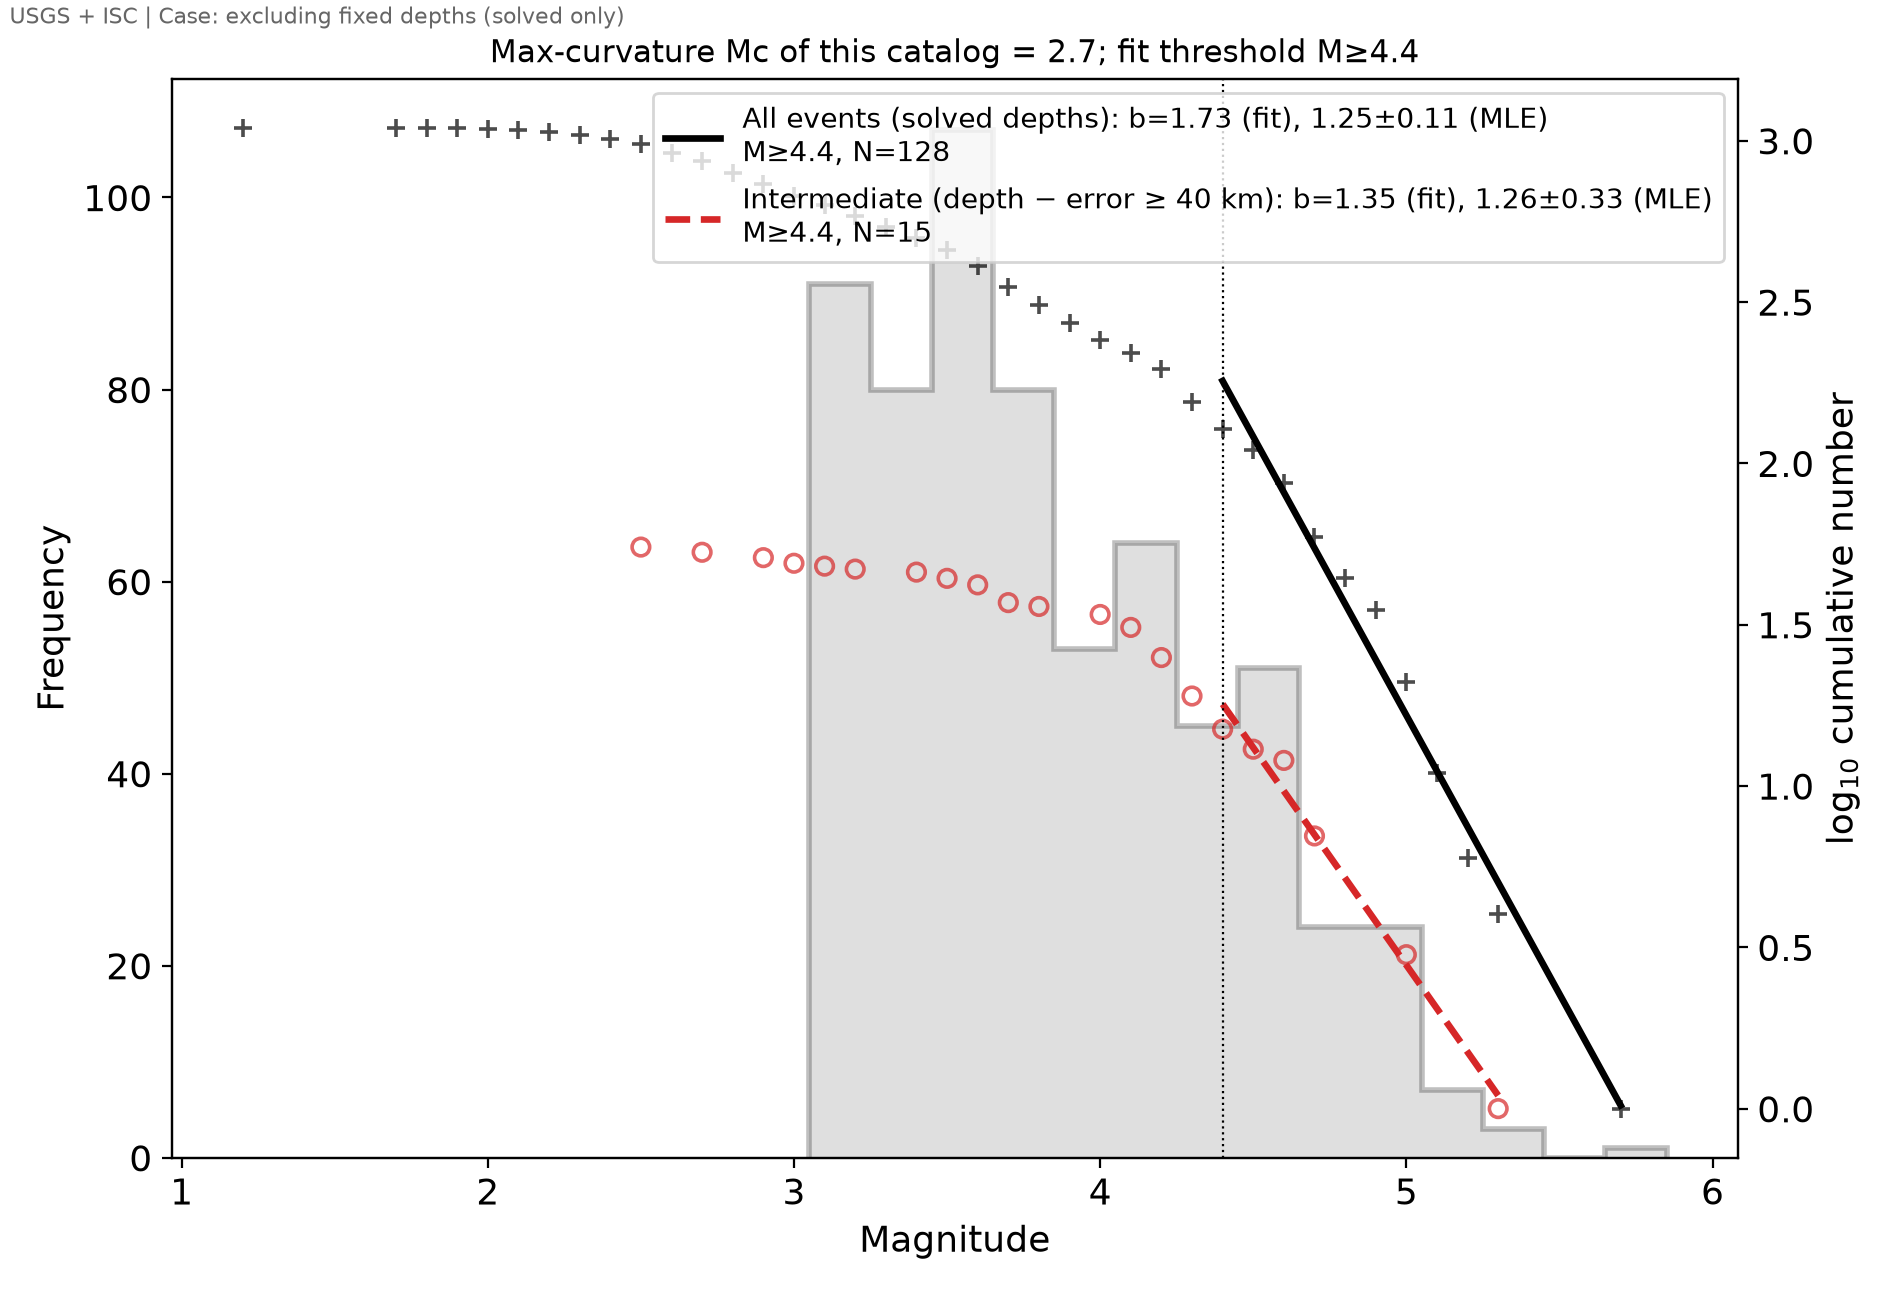 USGS + ISC | Case: excluding fixed depths (solved only)
Max-curvature Mc of this catalog = 2.7; fit threshold M≥4.4
All events (solved depths): b=1.73 (fit), 1.25±0.11 (MLE)
M≥4.4, N=128
Intermediate (depth − error ≥ 40 km): b=1.35 (fit), 1.26±0.33 (MLE)
M≥4.4, N=15
Frequency
100
80
60
40
20
0
3.0
2.5
2.0
1.5
1.0
0.5
0.0
log₁₀ cumulative number
1 2 3 4 5 6
Magnitude